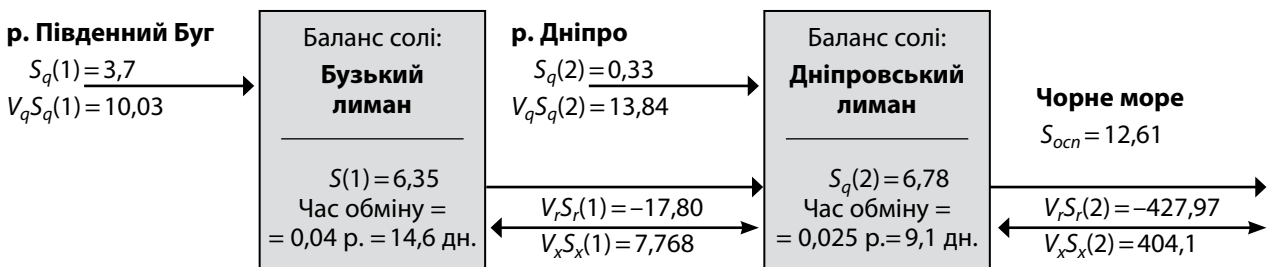 р. Південний Буг
Sq(1) = 3,7
VqSq(1) = 10,03
Баланс солі:
Бузький
лиман
S(1) = 6,35
Час обміну =
= 0,04 р. = 14,6 дн.
р. Дніпро
Sq(2) = 0,33
VqSq(2) = 13,84
VrSr(1) = –17,80
VxSx(1) = 7,768
Баланс солі:
Дніпровський
лиман
Sq(2) = 6,78
Час обміну =
= 0,025 р.= 9,1 дн.
Чорне море
Socn = 12,61
VrSr(2) = –427,97
VxSx(2) = 404,1